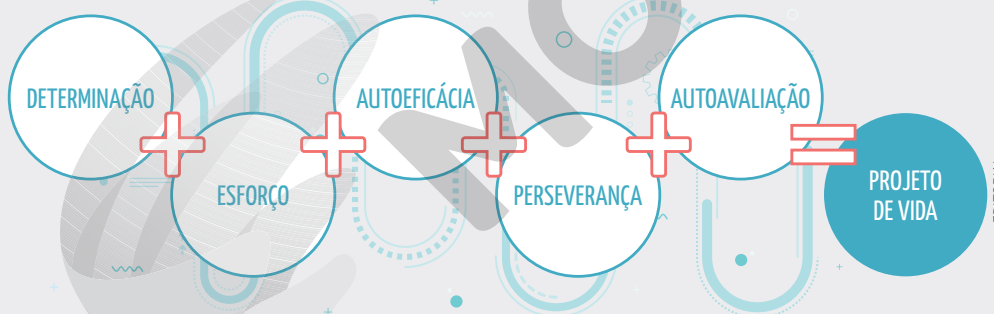 DETERMINAÇÃO
ESFORÇO
AUTOEFICÁCIA
PERSEVERANÇA
AUTOAVALIAÇÃO
PROJETO
DE VIDA